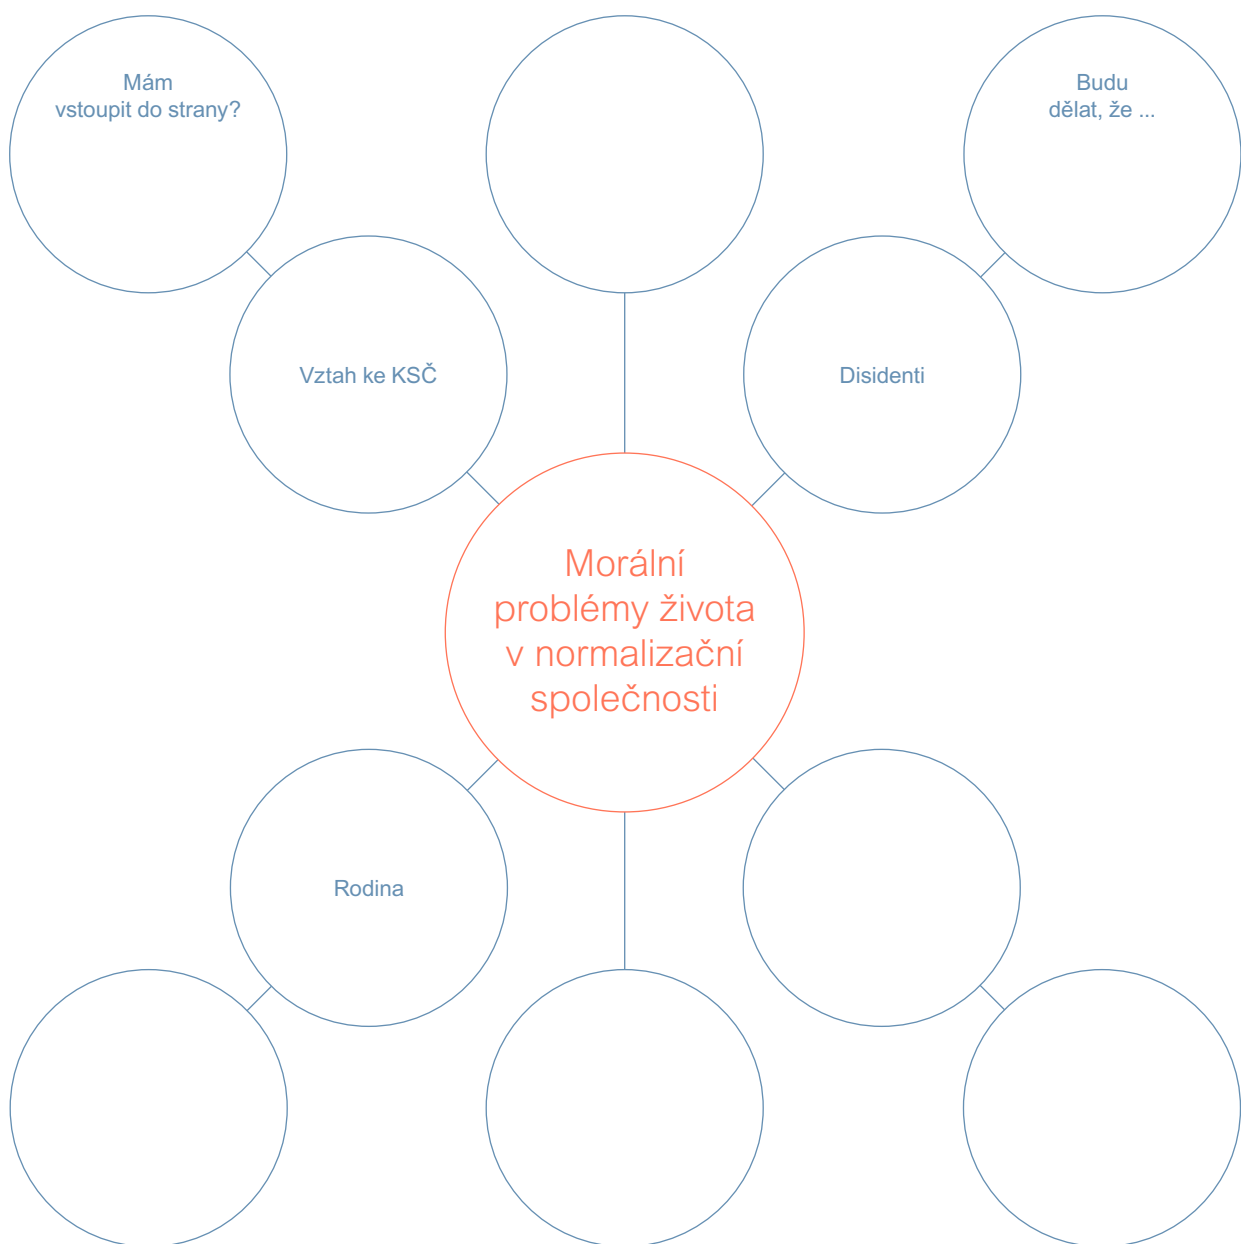 Mám
vstoupit do strany?
Budu
dělat, že ...
Vztah ke KSČ
Disidenti
Morální
problémy života
v normalizační
společnosti
Rodina